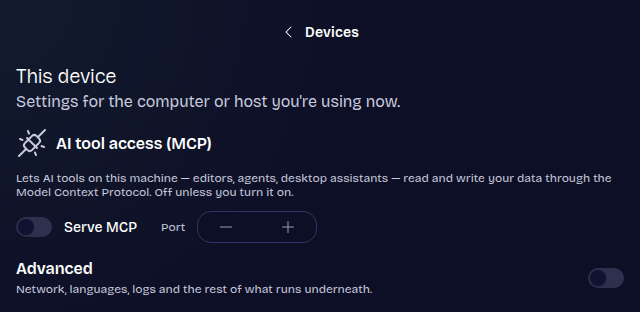 Devices
This device
Settings for the computer or host you're using now.
AI tool access (MCP)
Lets AI tools on this machine — editors, agents, desktop assistants — read and write your data through the
Model Context Protocol. Off unless you turn it on.
Serve MCP Port
Advanced
Network, languages, logs and the rest of what runs underneath.